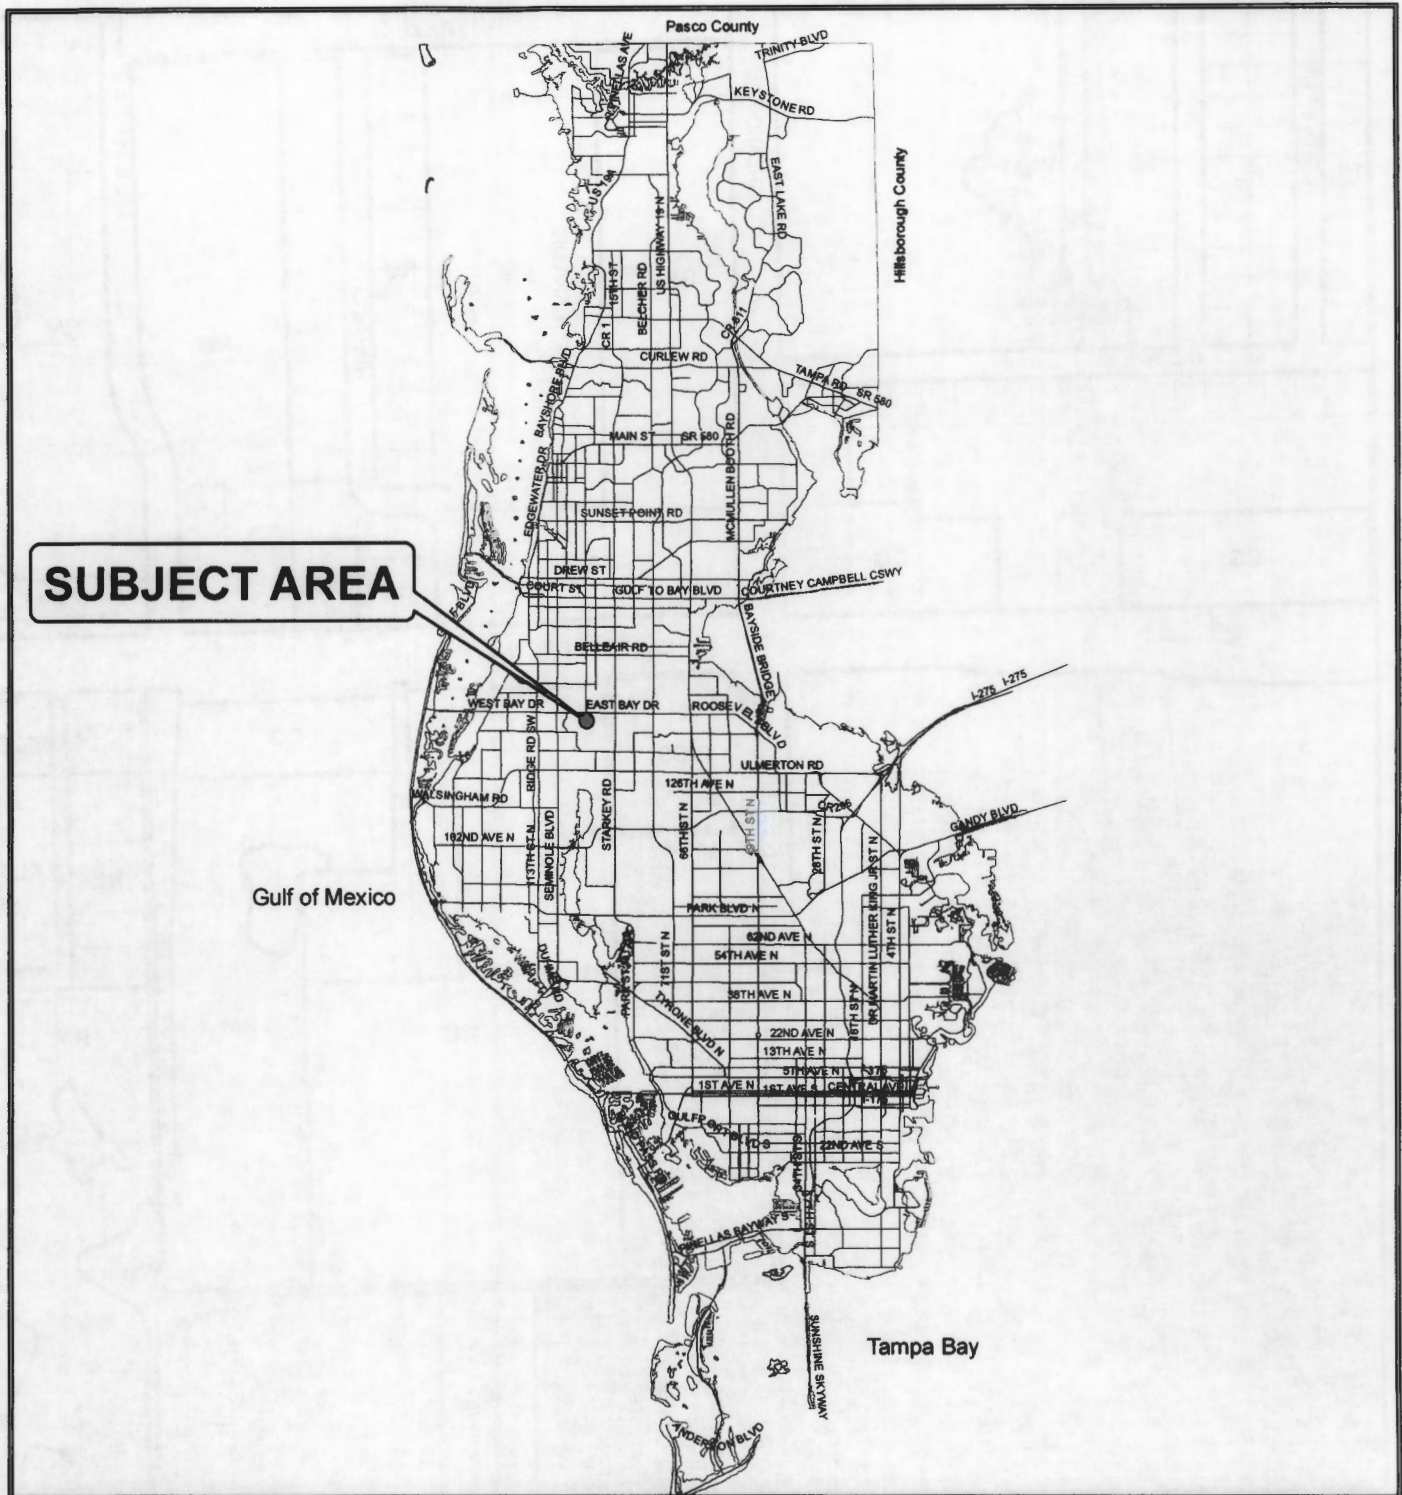 Pasco County
TRINITY BLVD
KEYSTONE RD
EAST LAKE RD
Hillsborough County
US 19A
US HIGHWAY 19 N
15TH ST
BELCHER RD
CR 1
CR 611
CURLEW RD
TAMPA RD
SR 580
BAYSHORE BLVD
MAIN ST
SR 580
MCMULLEN BOOTH RD
EDGEWATER DR
SUNSET POINT RD
DREW ST
COURT ST
GULF TO BAY BLVD
COURTNEY CAMPBELL CSWY
SUBJECT AREA
BELLEAIR RD
BAYSIDE BRIDGE
WEST BAY DR
EAST BAY DR
ROOSEVELT BLVD
I-275
I-275
RIDGE RD SW
ULMERTON RD
WALSINGHAM RD
STARKEY RD
126TH AVE N
GANDY BLVD
102ND AVE N
113TH ST N
SEMINOLE BLVD
66TH ST N
28TH ST N
Gulf of Mexico
PARK BLVD N
DR MARTIN LUTHER KING JR ST N
4TH ST N
62ND AVE N
54TH AVE N
71ST ST N
38TH AVE N
TYRONE BLVD N
22ND AVE N
13TH AVE N
5TH AVE N
1ST AVE N
1ST AVE S
CENTRAL AVE
GULFPORT BLVD S
22ND AVE S
34TH ST S
SUNSHINE SKYWAY
Tampa Bay
ANDERSON BLVD